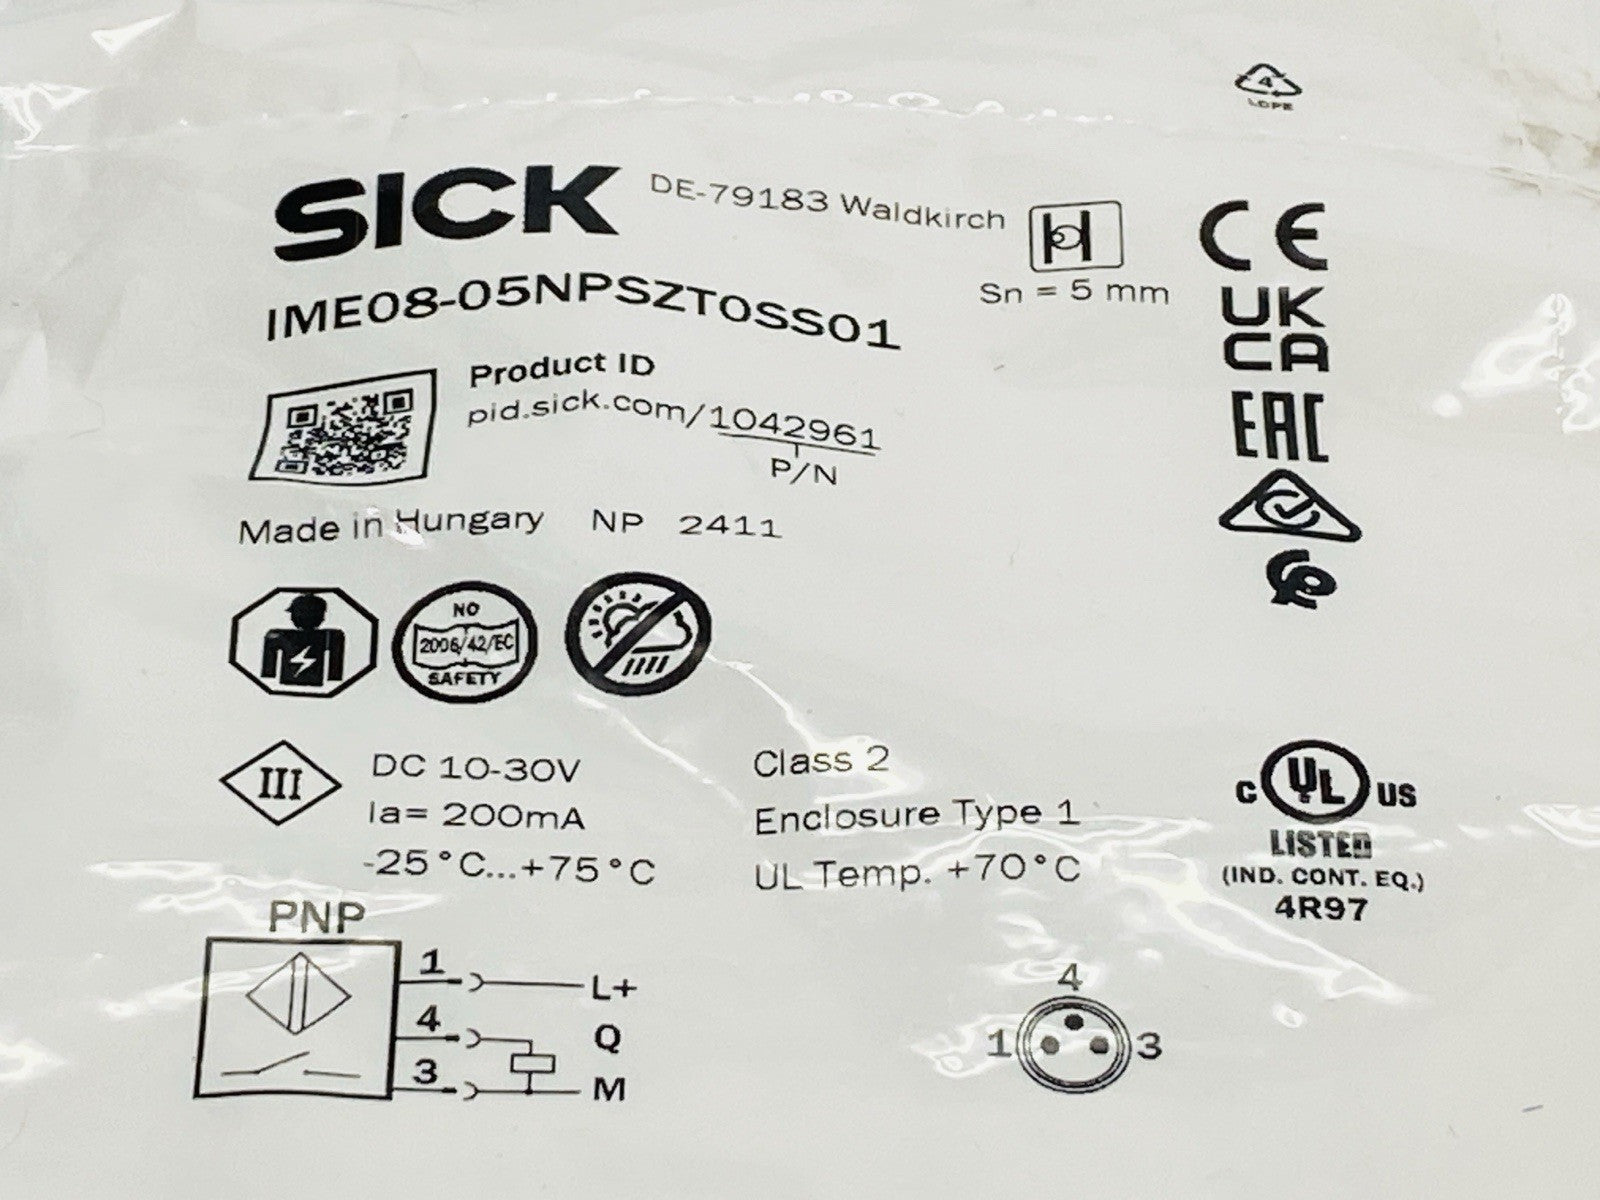 4
LDPE
SICK DE-79183 Waldkirch
Sn = 5 mm
CE
IME08-05NPSZT0SS01
UK
CA
Product ID
pid.sick.com/1042961
P/N
EAC
Made in Hungary NP 2411
NO
2006/42/EC
SAFETY
III
DC 10-30V
Ia= 200mA
-25°C...+75°C
Class 2
Enclosure Type 1
UL Temp. +70°C
C UL US
LISTED
(IND. CONT. EQ.)
4R97
PNP
1 L+
4 Q
3 M
4
1 3